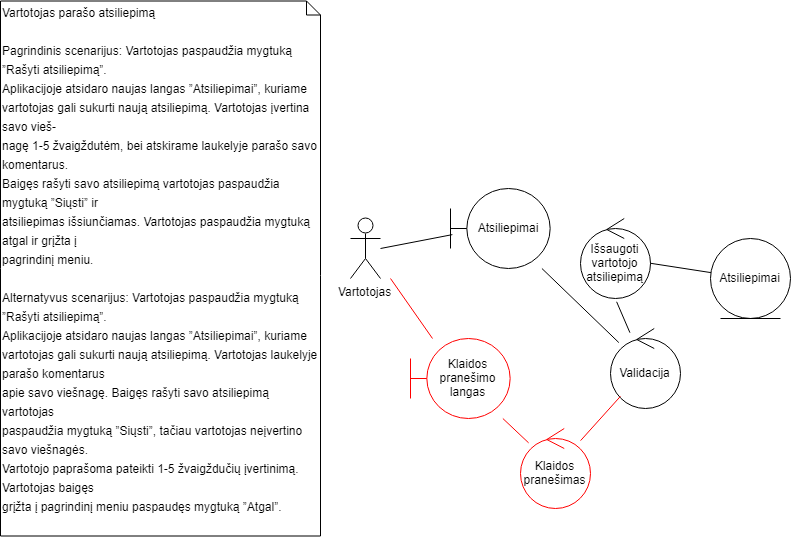 Vartotojas parašo atsiliepimą
Pagrindinis scenarijus: Vartotojas paspaudžia mygtuką
”Rašyti atsiliepimą”.
Aplikacijoje atsidaro naujas langas ”Atsiliepimai”, kuriame
vartotojas gali sukurti naują atsiliepimą. Vartotojas įvertina
savo vieš-
nagę 1-5 žvaigždutėm, bei atskirame laukelyje parašo savo
komentarus.
Baigęs rašyti savo atsiliepimą vartotojas paspaudžia
mygtuką ”Siųsti” ir
atsiliepimas išsiunčiamas. Vartotojas paspaudžia mygtuką
atgal ir grįžta į
pagrindinį meniu.
Alternatyvus scenarijus: Vartotojas paspaudžia mygtuką
”Rašyti atsiliepimą”.
Aplikacijoje atsidaro naujas langas ”Atsiliepimai”, kuriame
vartotojas gali sukurti naują atsiliepimą. Vartotojas laukelyje
parašo komentarus
apie savo viešnagę. Baigęs rašyti savo atsiliepimą
vartotojas
paspaudžia mygtuką ”Siųsti”, tačiau vartotojas neįvertino
savo viešnagės.
Vartotojo paprašoma pateikti 1-5 žvaigždučių įvertinimą.
Vartotojas baigęs
grįžta į pagrindinį meniu paspaudęs mygtuką ”Atgal”.
Vartotojas
Atsiliepimai
Išsaugoti
vartotojo
atsiliepimą
Atsiliepimai
Klaidos
pranešimo
langas
Validacija
Klaidos
pranešimas